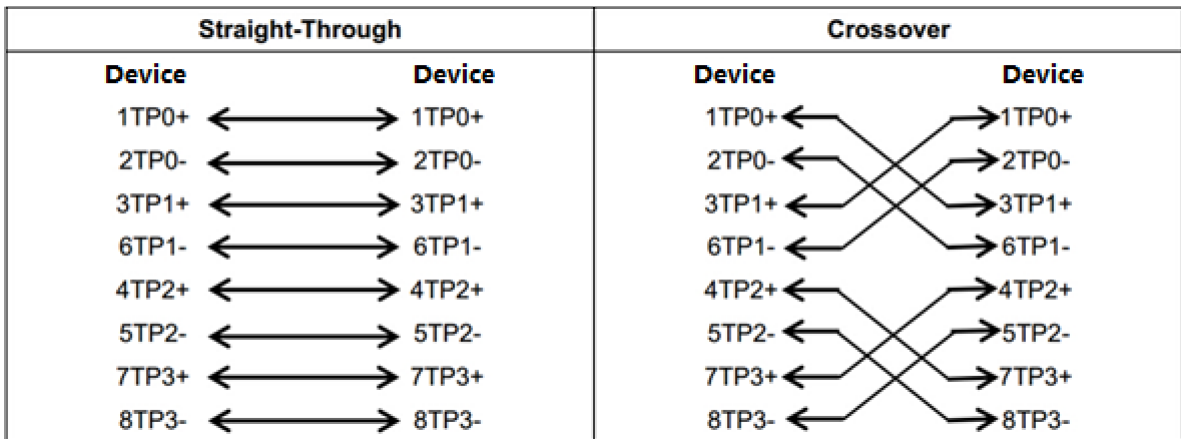 Straight-Through Crossover
Device Device Device Device
1TP0+ 1TP0+ 1TP0+ 1TP0+
2TP0- 2TP0- 2TP0- 2TP0-
3TP1+ 3TP1+ 3TP1+ 3TP1+
6TP1- 6TP1- 6TP1- 6TP1-
4TP2+ 4TP2+ 4TP2+ 4TP2+
5TP2- 5TP2- 5TP2- 5TP2-
7TP3+ 7TP3+ 7TP3+ 7TP3+
8TP3- 8TP3- 8TP3- 8TP3-